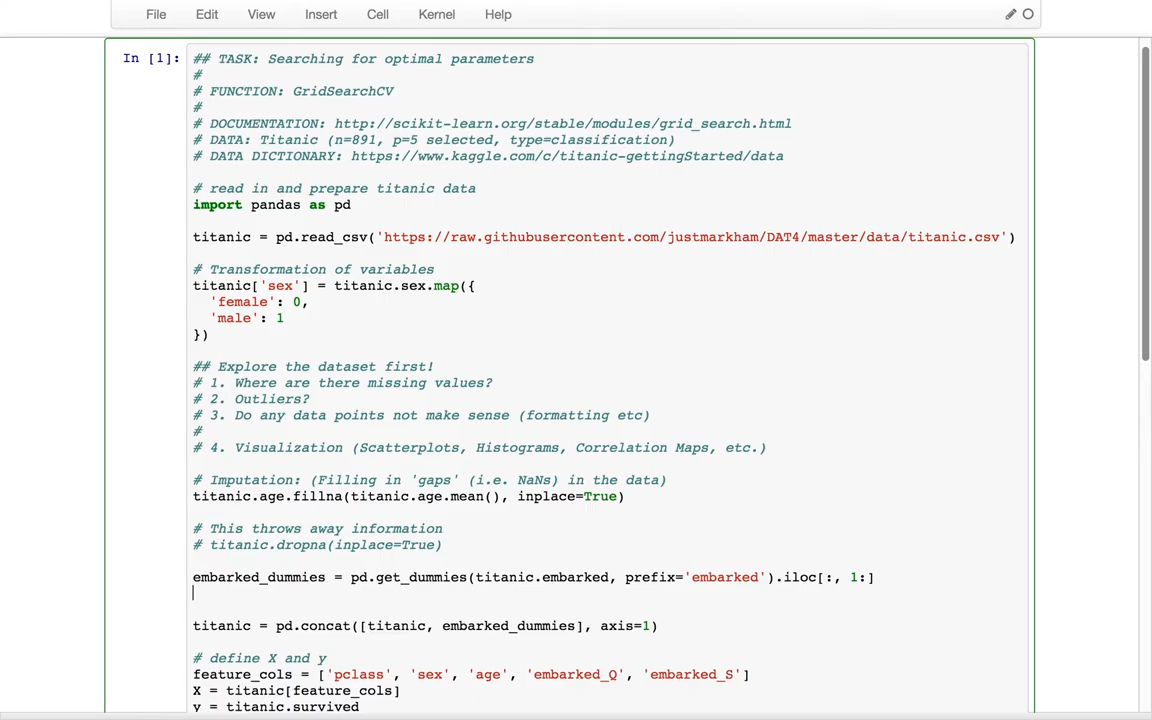 File Edit View Insert Cell Kernel Help
In [1]:
## TASK: Searching for optimal parameters
#
# FUNCTION: GridSearchCV
#
# DOCUMENTATION: http://scikit-learn.org/stable/modules/grid_search.html
# DATA: Titanic (n=891, p=5 selected, type=classification)
# DATA DICTIONARY: https://www.kaggle.com/c/titanic-gettingStarted/data
# read in and prepare titanic data
import pandas as pd
titanic = pd.read_csv('https://raw.githubusercontent.com/justmarkham/DAT4/master/data/titanic.csv')
# Transformation of variables
titanic['sex'] = titanic.sex.map({
'female': 0,
'male': 1
})
## Explore the dataset first!
# 1. Where are there missing values?
# 2. Outliers?
# 3. Do any data points not make sense (formatting etc)
#
# 4. Visualization (Scatterplots, Histograms, Correlation Maps, etc.)
# Imputation: (Filling in 'gaps' (i.e. NaNs) in the data)
titanic.age.fillna(titanic.age.mean(), inplace=True)
# This throws away information
# titanic.dropna(inplace=True)
embarked_dummies = pd.get_dummies(titanic.embarked, prefix='embarked').iloc[:, 1:]
titanic = pd.concat([titanic, embarked_dummies], axis=1)
# define X and y
feature_cols = ['pclass', 'sex', 'age', 'embarked_Q', 'embarked_S']
X = titanic[feature_cols]
y = titanic.survived